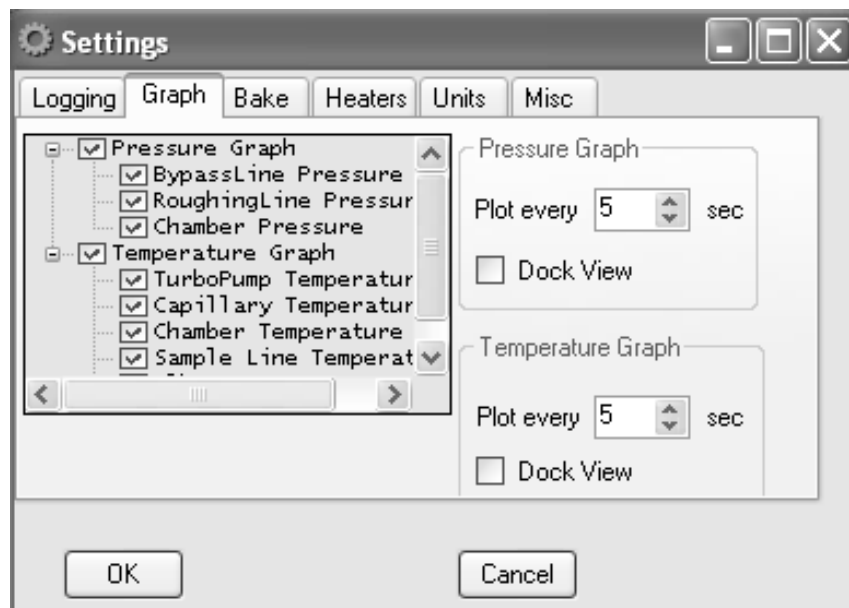 Settings
Logging Graph Bake Heaters Units Misc
Pressure Graph
BypassLine Pressure
RoughingLine Pressur
Chamber Pressure
Temperature Graph
TurboPump Temperatur
Capillary Temperatur
Chamber Temperature
Sample Line Temperat
Pressure Graph
Plot every 5 sec
Dock View
Temperature Graph
Plot every 5 sec
Dock View
OK Cancel